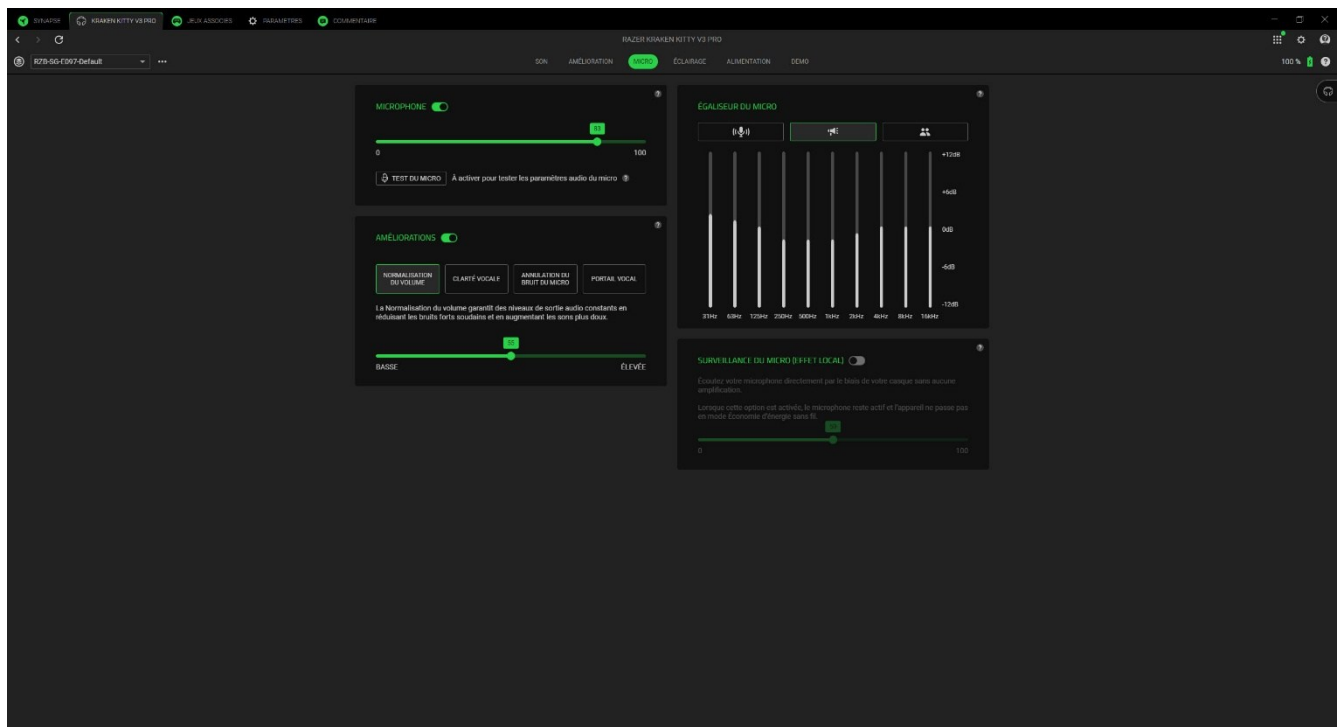 SYNAPSE
KRAKEN KITTY V3 PRO
JEUX ASSOCIÉS
PARAMÈTRES
COMMENTAIRE
RAZER KRAKEN KITTY V3 PRO
RZB-SG-E097-Default
SON
AMÉLIORATION
MICRO
ÉCLAIRAGE
ALIMENTATION
DEMO
100 %
MICROPHONE
0
100
TEST DU MICRO
À activer pour tester les paramètres audio du micro
AMÉLIORATIONS
NORMALISATION
DU VOLUME
CLARTÉ VOCALE
ANNULATION DU
BRUIT DU MICRO
PORTAIL VOCAL
La Normalisation du volume garantit des niveaux de sortie audio constants en
réduisant les bruits forts soudains et en augmentant les sons plus doux.
BASSE
ÉLEVÉE
ÉGALISEUR DU MICRO
+12dB
+6dB
0dB
-6dB
-12dB
31Hz 63Hz 125Hz 250Hz 500Hz 1kHz 2kHz 4kHz 8kHz 16kHz
SURVEILLANCE DU MICRO (EFFET LOCAL)
Écoutez votre microphone directement par le biais de votre casque sans aucune
amplification.
Lorsque cette option est activée, le microphone reste actif et l'appareil ne passe pas
en mode Économie d'énergie sans fil.
0
100